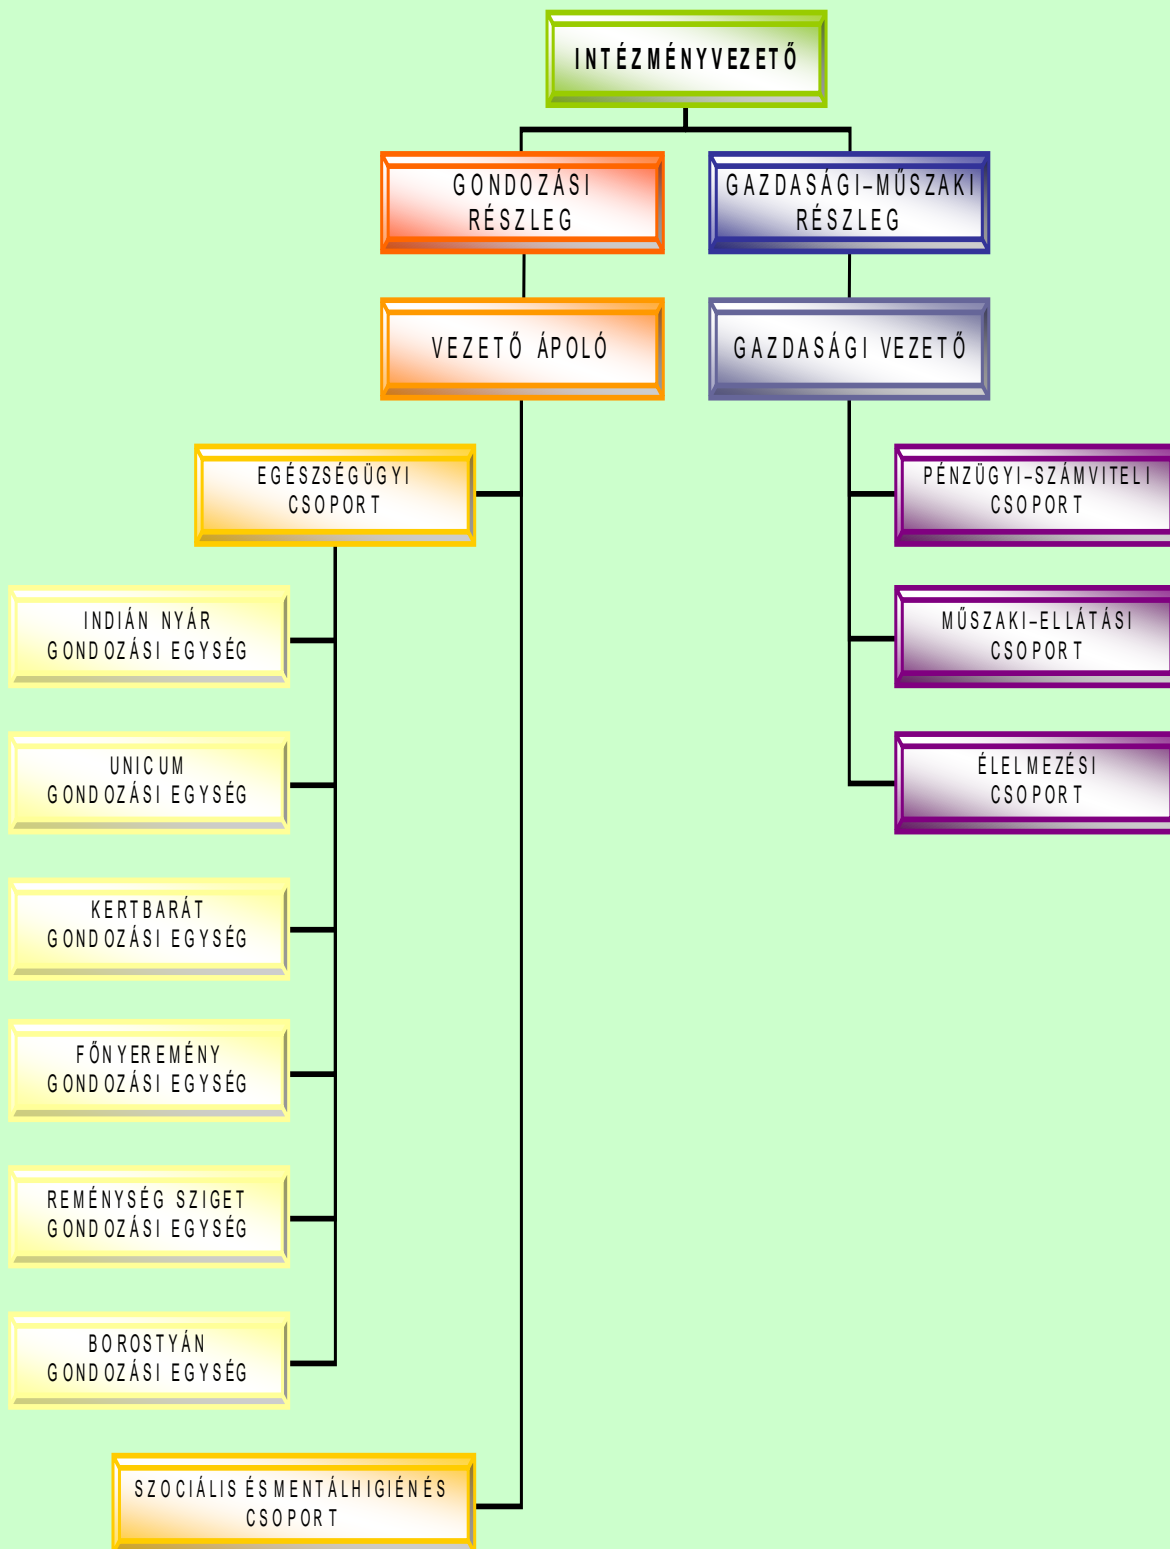 INTÉZMÉNYVEZETŐ
GONDOZÁSI
RÉSZLEG
GAZDASÁGI-MŰSZAKI
RÉSZLEG
VEZETŐ ÁPOLÓ
GAZDASÁGI VEZETŐ
EGÉSZSÉGÜGYI
CSOPORT
PÉNZÜGYI-SZÁMVITELI
CSOPORT
INDIÁN NYÁR
GONDOZÁSI EGYSÉG
MŰSZAKI-ELLÁTÁSI
CSOPORT
UNICUM
GONDOZÁSI EGYSÉG
ÉLELMEZÉSI
CSOPORT
KERTBARÁT
GONDOZÁSI EGYSÉG
FŐNYEREMÉNY
GONDOZÁSI EGYSÉG
REMÉNYSÉG SZIGET
GONDOZÁSI EGYSÉG
BOROSTYÁN
GONDOZÁSI EGYSÉG
SZOCIÁLIS ÉS MENTÁLHIGIÉNÉS
CSOPORT